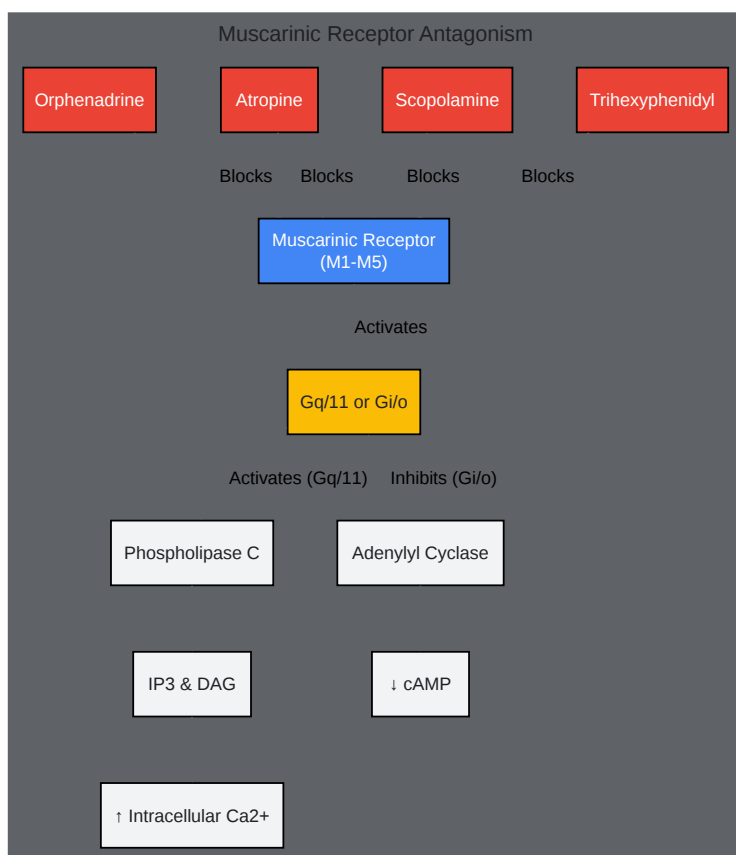 Muscarinic Receptor Antagonism
Orphenadrine
Atropine
Scopolamine
Trihexyphenidyl
Blocks
Blocks
Blocks
Blocks
Muscarinic Receptor
(M1-M5)
Activates
Gq/11 or Gi/o
Activates (Gq/11)
Inhibits (Gi/o)
Phospholipase C
Adenylyl Cyclase
IP3 & DAG
↓ cAMP
↑ Intracellular Ca2+